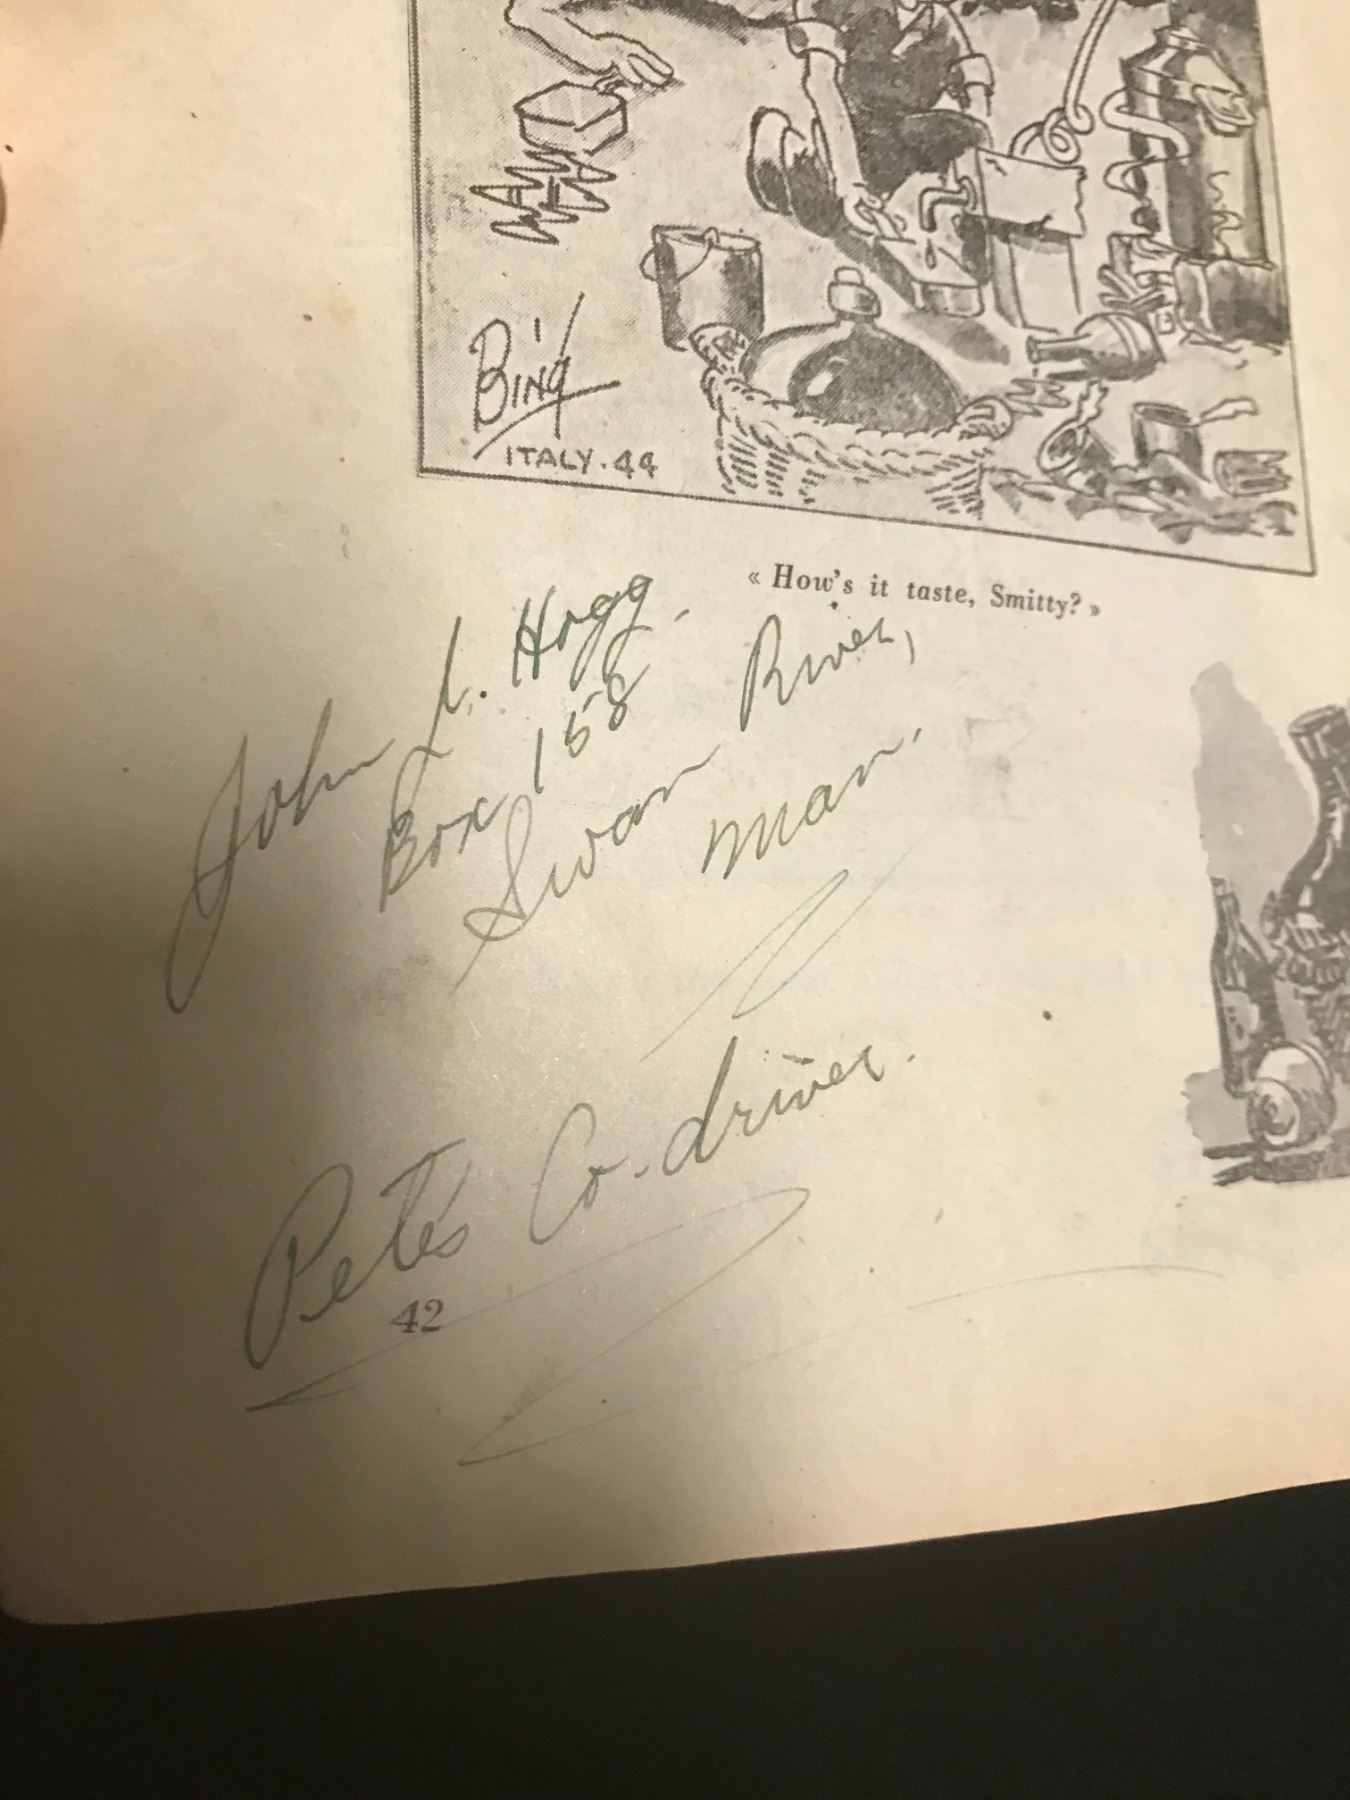 Bing
ITALY. 44
« How's it taste, Smitty? »
John L. Hogg.
Box 158
Swan River,
Man.
Pete's Co-driver.
42